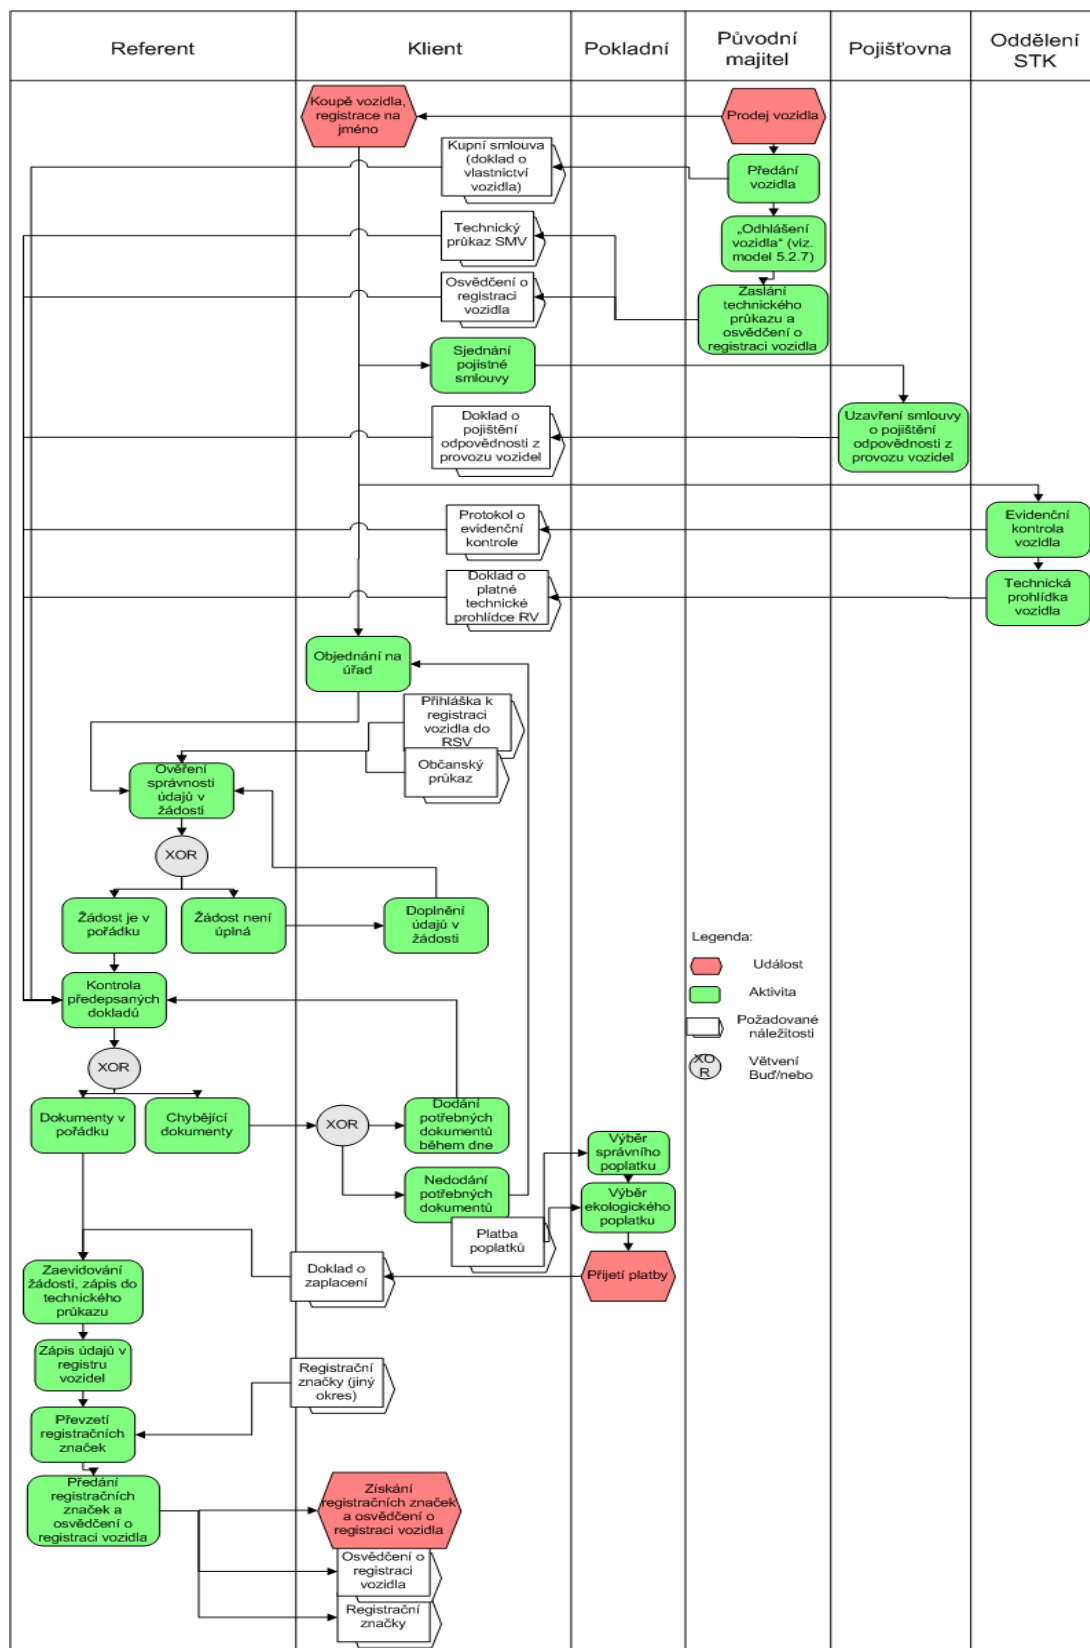 Referent
Klient
Pokladní
Původní
majitel
Pojišťovna
Oddělení
STK
Koupě vozidla,
registrace na
jméno
Prodej vozidla
Kupní smlouva
(doklad o
vlastnictví
vozidla)
Předání
vozidla
Technický
průkaz SMV
„Odhlášení
vozidla“ (viz.
model 5.2.7)
Osvědčení o
registraci
vozidla
Zaslání
technického
průkazu a
osvědčení o
registraci vozidla
Sjednání
pojistné
smlouvy
Doklad o
pojištění
odpovědnosti z
provozu vozidel
Uzavření smlouvy
o pojištění
odpovědnosti z
provozu vozidel
Protokol o
evidenční
kontrole
Evidenční
kontrola
vozidla
Doklad o
platné
technické
prohlídce RV
Technická
prohlídka
vozidla
Objednání na
úřad
Přihláška k
registraci
vozidla do
RSV
Občanský
průkaz
Ověření
správnosti
údajů v
žádosti
XOR
Žádost je v
pořádku
Žádost není
úplná
Doplnění
údajů v
žádosti
Legenda:
Událost
Aktivita
Požadované
náležitosti
XO
R
Větvení
Buď/nebo
Kontrola
předepsaných
dokladů
XOR
Dokumenty v
pořádku
Chybějící
dokumenty
XOR
Dodání
potřebných
dokumentů
během dne
Nedodání
potřebných
dokumentů
Výběr
správního
poplatku
Výběr
ekologického
poplatku
Platba
poplatků
Přijetí platby
Doklad o
zaplacení
Zaevidování
žádosti, zápis do
technického
průkazu
Zápis údajů v
registru
vozidel
Registrační
značky (jiný
okres)
Převzetí
registračních
značek
Předání
registračních
značek a
osvědčení o
registraci vozidla
Získání
registračních značek
a osvědčení o
registraci vozidla
Osvědčení o
registraci
vozidla
Registrační
značky